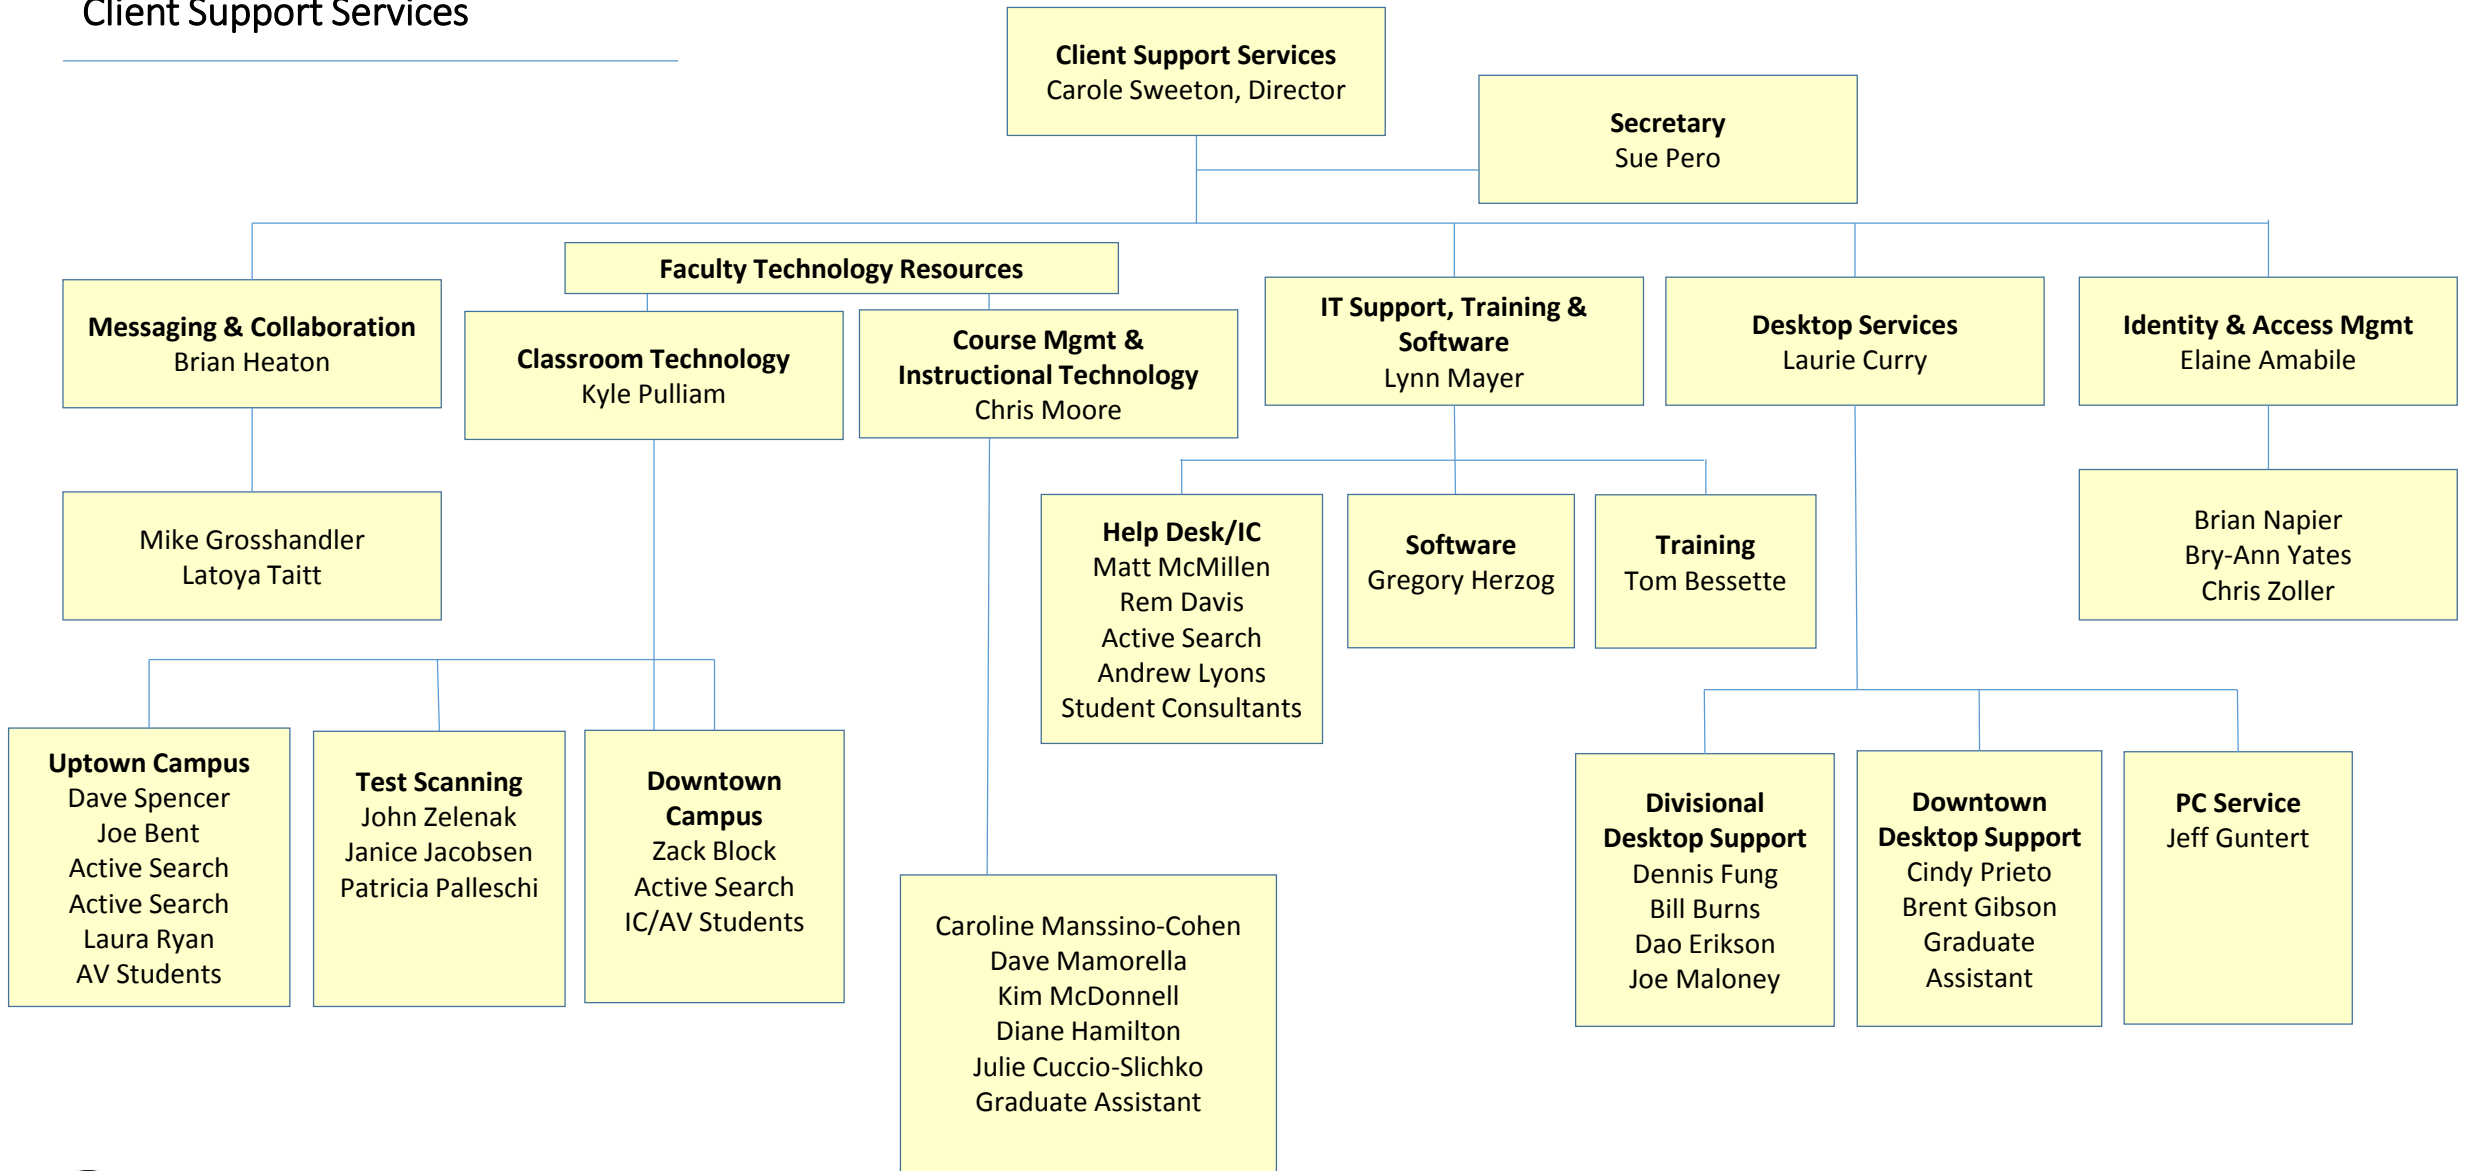 Client Support Services
Client Support Services
Carole Sweeton, Director
Secretary
Sue Pero
Faculty Technology Resources
Messaging & Collaboration
Brian Heaton
Classroom Technology
Kyle Pulliam
Course Mgmt &
Instructional Technology
Chris Moore
IT Support, Training &
Software
Lynn Mayer
Desktop Services
Laurie Curry
Identity & Access Mgmt
Elaine Amabile
Mike Grosshandler
Latoya Taitt
Help Desk/IC
Matt McMillen
Rem Davis
Active Search
Andrew Lyons
Student Consultants
Software
Gregory Herzog
Training
Tom Bessette
Brian Napier
Bry-Ann Yates
Chris Zoller
Uptown Campus
Dave Spencer
Joe Bent
Active Search
Active Search
Laura Ryan
AV Students
Test Scanning
John Zelenak
Janice Jacobsen
Patricia Palleschi
Downtown
Campus
Zack Block
Active Search
IC/AV Students
Caroline Manssino-Cohen
Dave Mamorella
Kim McDonnell
Diane Hamilton
Julie Cuccio-Slichko
Graduate Assistant
Divisional
Desktop Support
Dennis Fung
Bill Burns
Dao Erikson
Joe Maloney
Downtown
Desktop Support
Cindy Prieto
Brent Gibson
Graduate
Assistant
PC Service
Jeff Guntert